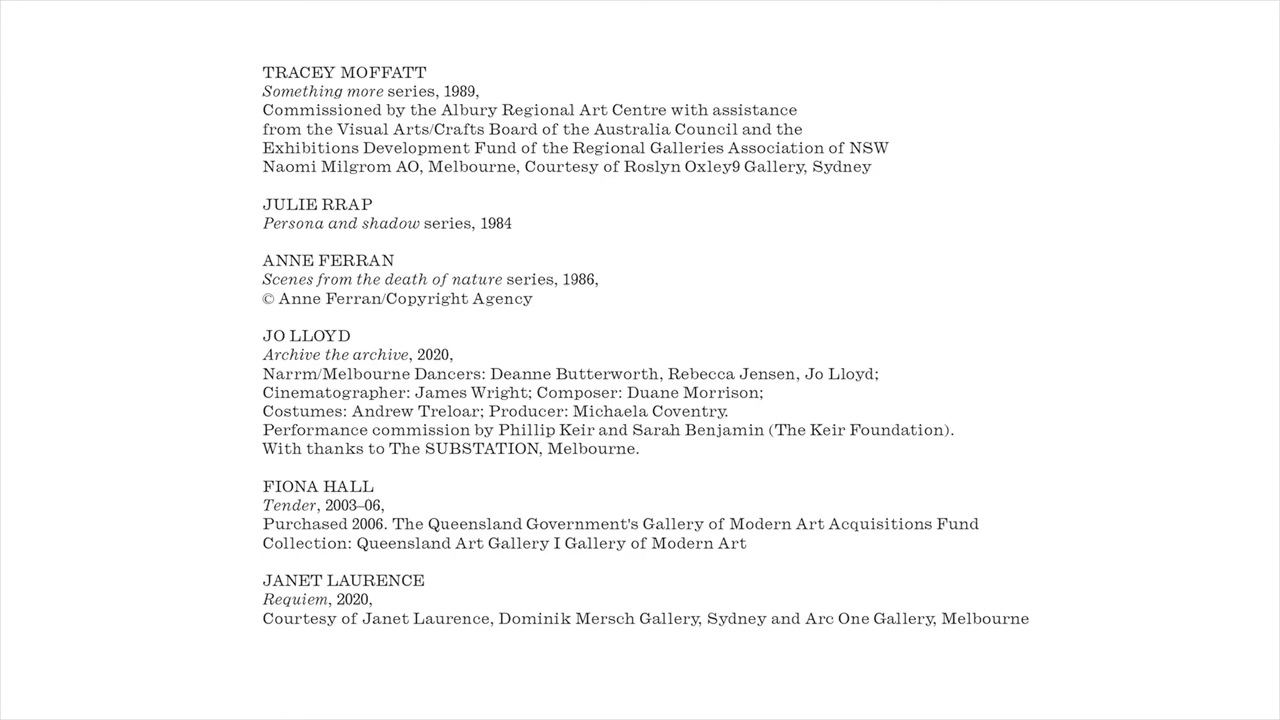 TRACEY MOFFATT
Something more series, 1989,
Commissioned by the Albury Regional Art Centre with assistance
from the Visual Arts/Crafts Board of the Australia Council and the
Exhibitions Development Fund of the Regional Galleries Association of NSW
Naomi Milgrom AO, Melbourne, Courtesy of Roslyn Oxley9 Gallery, Sydney
JULIE RRAP
Persona and shadow series, 1984
ANNE FERRAN
Scenes from the death of nature series, 1986,
© Anne Ferran/Copyright Agency
JO LLOYD
Archive the archive, 2020,
Narrm/Melbourne Dancers: Deanne Butterworth, Rebecca Jensen, Jo Lloyd;
Cinematographer: James Wright; Composer: Duane Morrison;
Costumes: Andrew Treloar; Producer: Michaela Coventry.
Performance commission by Phillip Keir and Sarah Benjamin (The Keir Foundation).
With thanks to The SUBSTATION, Melbourne.
FIONA HALL
Tender, 2003–06,
Purchased 2006. The Queensland Government's Gallery of Modern Art Acquisitions Fund
Collection: Queensland Art Gallery I Gallery of Modern Art
JANET LAURENCE
Requiem, 2020,
Courtesy of Janet Laurence, Dominik Mersch Gallery, Sydney and Arc One Gallery, Melbourne